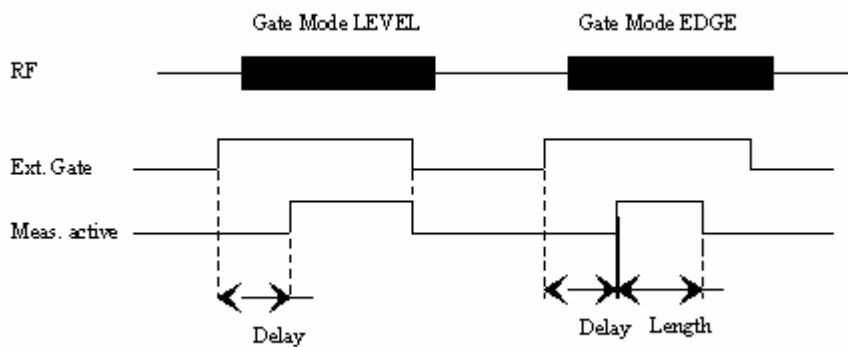 Gate Mode LEVEL
Gate Mode EDGE
RF
Ext. Gate
Meas. active
Delay
Delay
Length